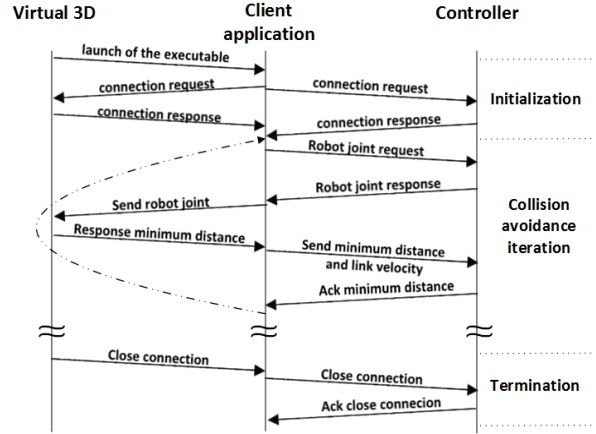 Virtual 3D
Client
application
Controller
launch of the executable
connection request
connection request
connection response
connection response
Initialization
Robot joint request
Robot joint response
Send robot joint
Response minimum distance
Send minimum distance
and link velocity
Ack minimum distance
Collision
avoidance
iteration
Close connection
Close connection
Ack close connecion
Termination